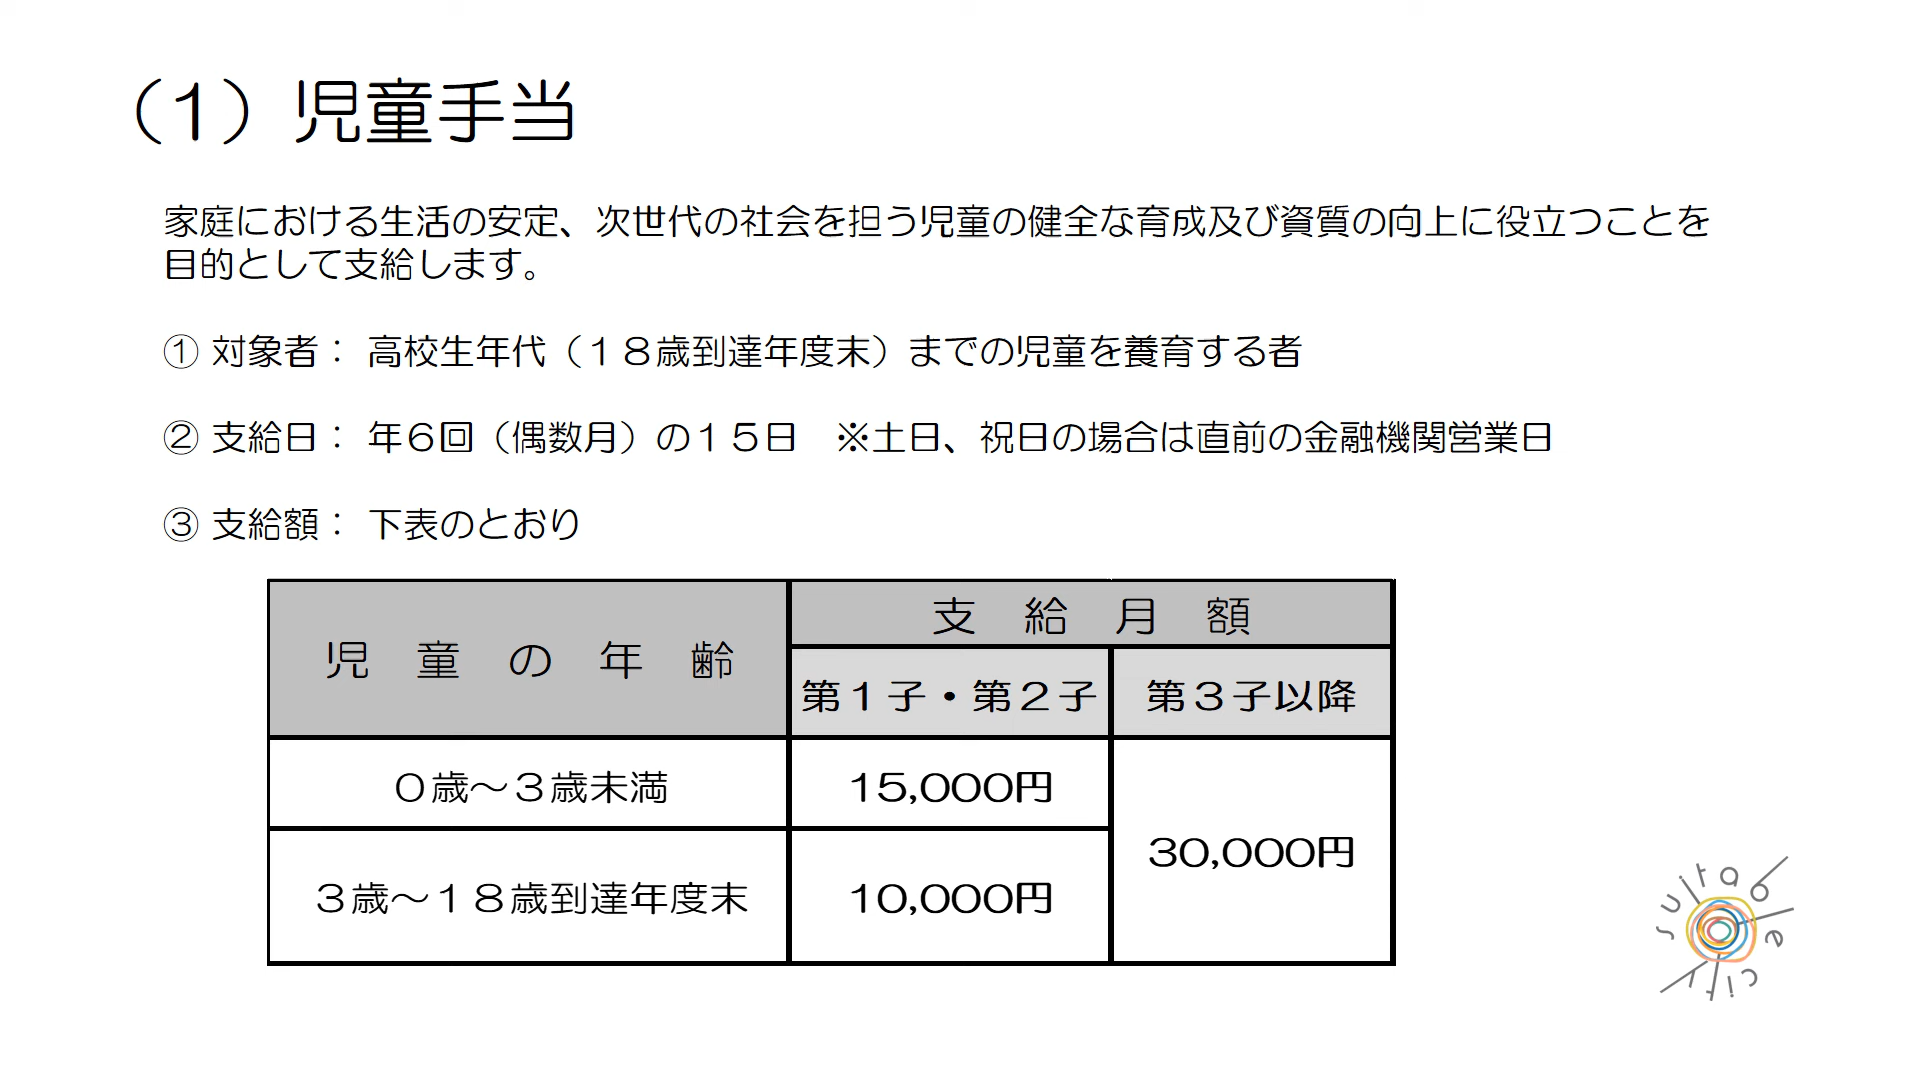 （１）児童手当
家庭における生活の安定、次世代の社会を担う児童の健全な育成及び資質の向上に役立つことを
目的として支給します。
① 対象者： 高校生年代（１８歳到達年度末）までの児童を養育する者
② 支給日： 年６回（偶数月）の１５日　※土日、祝日の場合は直前の金融機関営業日
③ 支給額： 下表のとおり
児　童　の　年　齢
支　給　月　額
第１子・第２子
第３子以降
０歳～３歳未満
15,000円
30,000円
３歳～１８歳到達年度末
10,000円
suitable city